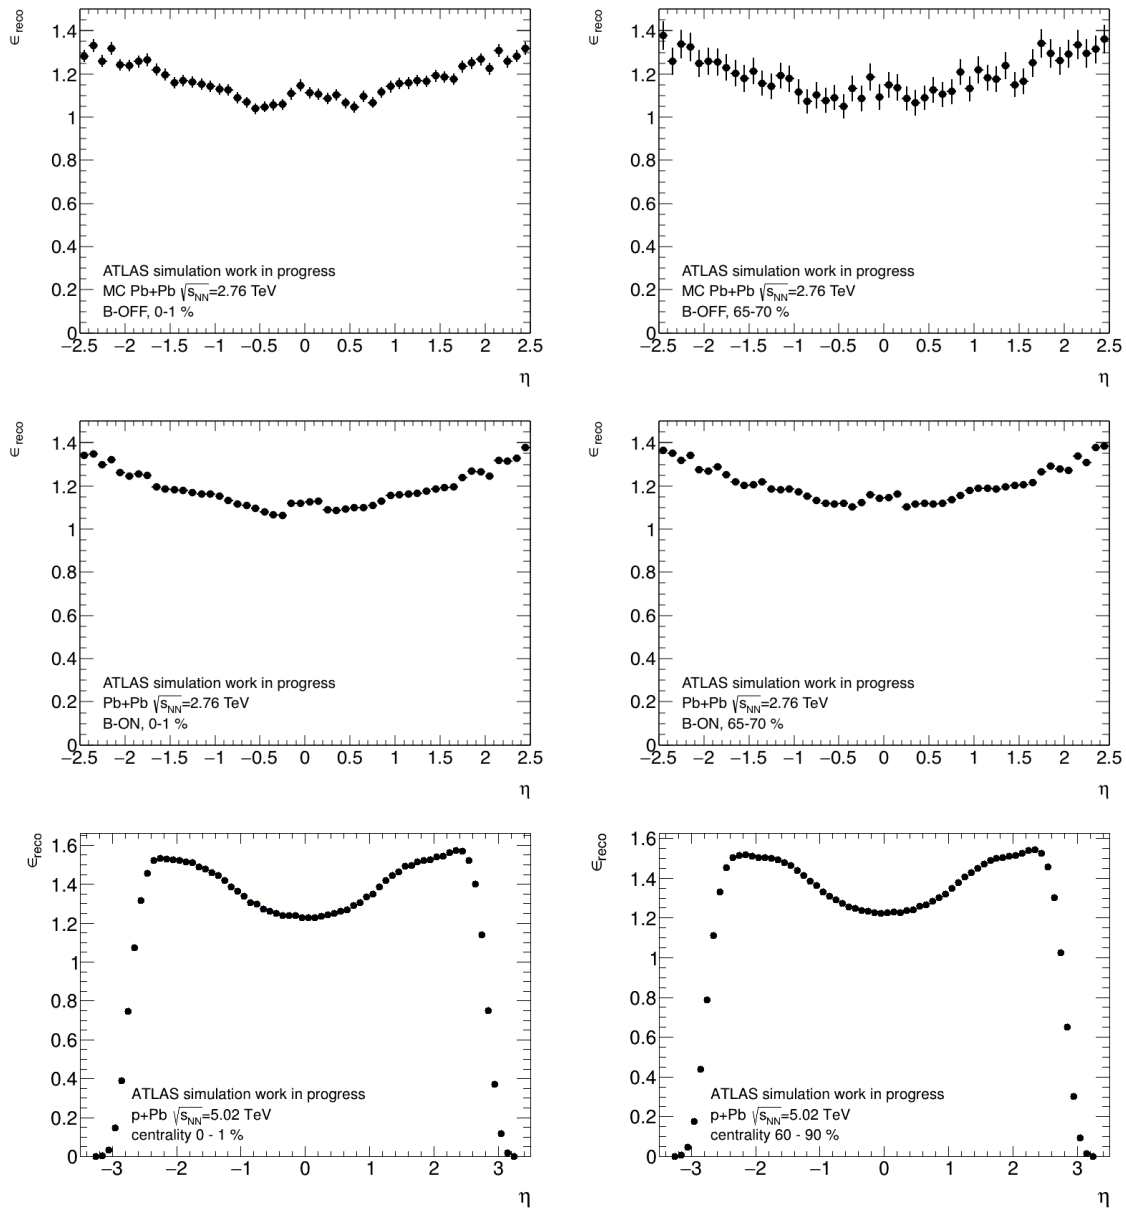 ϵ reco
1.4
1.2
1
0.8
0.6
0.4
0.2
0
ATLAS simulation work in progress
MC Pb+Pb √sNN=2.76 TeV
B-OFF, 0-1 %
−2.5 −2 −1.5 −1 −0.5 0 0.5 1 1.5 2 2.5
η
ϵ reco
1.4
1.2
1
0.8
0.6
0.4
0.2
0
ATLAS simulation work in progress
MC Pb+Pb √sNN=2.76 TeV
B-OFF, 65-70 %
−2.5 −2 −1.5 −1 −0.5 0 0.5 1 1.5 2 2.5
η
ϵ reco
1.4
1.2
1
0.8
0.6
0.4
0.2
0
ATLAS simulation work in progress
Pb+Pb √sNN=2.76 TeV
B-ON, 0-1 %
−2.5 −2 −1.5 −1 −0.5 0 0.5 1 1.5 2 2.5
η
ϵ reco
1.4
1.2
1
0.8
0.6
0.4
0.2
0
ATLAS simulation work in progress
Pb+Pb √sNN=2.76 TeV
B-ON, 65-70 %
−2.5 −2 −1.5 −1 −0.5 0 0.5 1 1.5 2 2.5
η
ϵreco
1.6
1.4
1.2
1
0.8
0.6
0.4
0.2
0
ATLAS simulation work in progress
p+Pb √sNN=5.02 TeV
centrality 0 - 1 %
−3 −2 −1 0 1 2 3
η
ϵreco
1.6
1.4
1.2
1
0.8
0.6
0.4
0.2
0
ATLAS simulation work in progress
p+Pb √sNN=5.02 TeV
centrality 60 - 90 %
−3 −2 −1 0 1 2 3
η